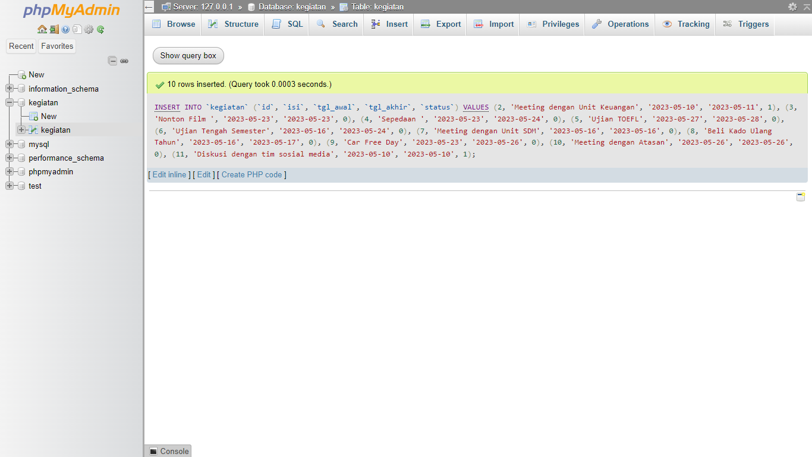 phpMyAdmin
Recent
Favorites
New
information_schema
kegiatan
New
kegiatan
mysql
performance_schema
phpmyadmin
test
Server: 127.0.0.1 » Database: kegiatan » Table: kegiatan
Browse
Structure
SQL
Search
Insert
Export
Import
Privileges
Operations
Tracking
Triggers
Show query box
10 rows inserted. (Query took 0.0003 seconds.)
INSERT INTO `kegiatan` (`id`, `isi`, `tgl_awal`, `tgl_akhir`, `status`) VALUES (2, 'Meeting dengan Unit Keuangan', '2023-05-10', '2023-05-11', 1), (3,
'Nonton Film ', '2023-05-23', '2023-05-23', 0), (4, 'Sepedaan ', '2023-05-23', '2023-05-24', 0), (5, 'Ujian TOEFL', '2023-05-27', '2023-05-28', 0),
(6, 'Ujian Tengah Semester', '2023-05-16', '2023-05-24', 0), (7, 'Meeting dengan Unit SDM', '2023-05-16', '2023-05-16', 0), (8, 'Beli Kado Ulang
Tahun', '2023-05-16', '2023-05-17', 0), (9, 'Car Free Day', '2023-05-23', '2023-05-26', 0), (10, 'Meeting dengan Atasan', '2023-05-26', '2023-05-26',
0), (11, 'Diskusi dengan tim sosial media', '2023-05-10', '2023-05-10', 1);
[ Edit inline ] [ Edit ] [ Create PHP code ]
Console